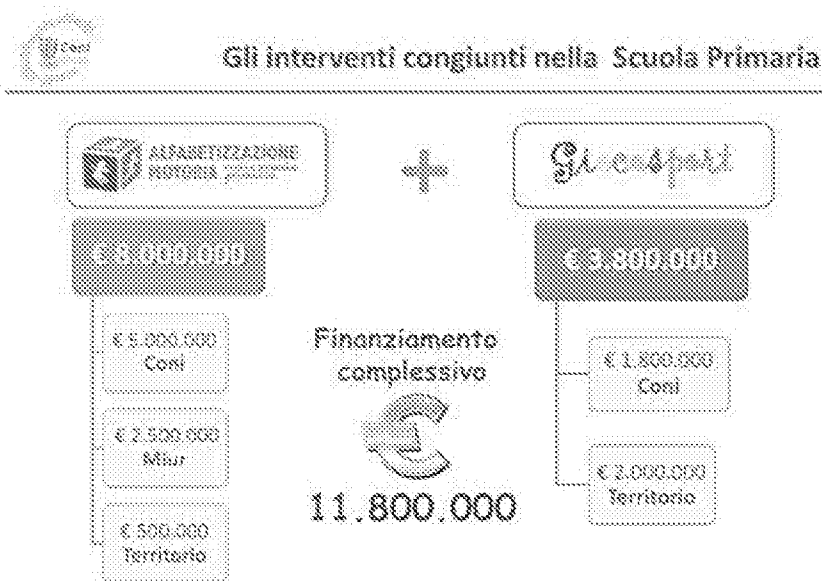 Coni
Gli interventi congiunti nella Scuola Primaria
ALFABETIZZAZIONE
MOTORIA
+
Giocosport
€ 8.000.000
€ 3.800.000
€ 5.000.000
Coni
€ 2.500.000
Miur
€ 500.000
Territorio
Finanziamento
complessivo
€
11.800.000
€ 1.800.000
Coni
€ 2.000.000
Territorio